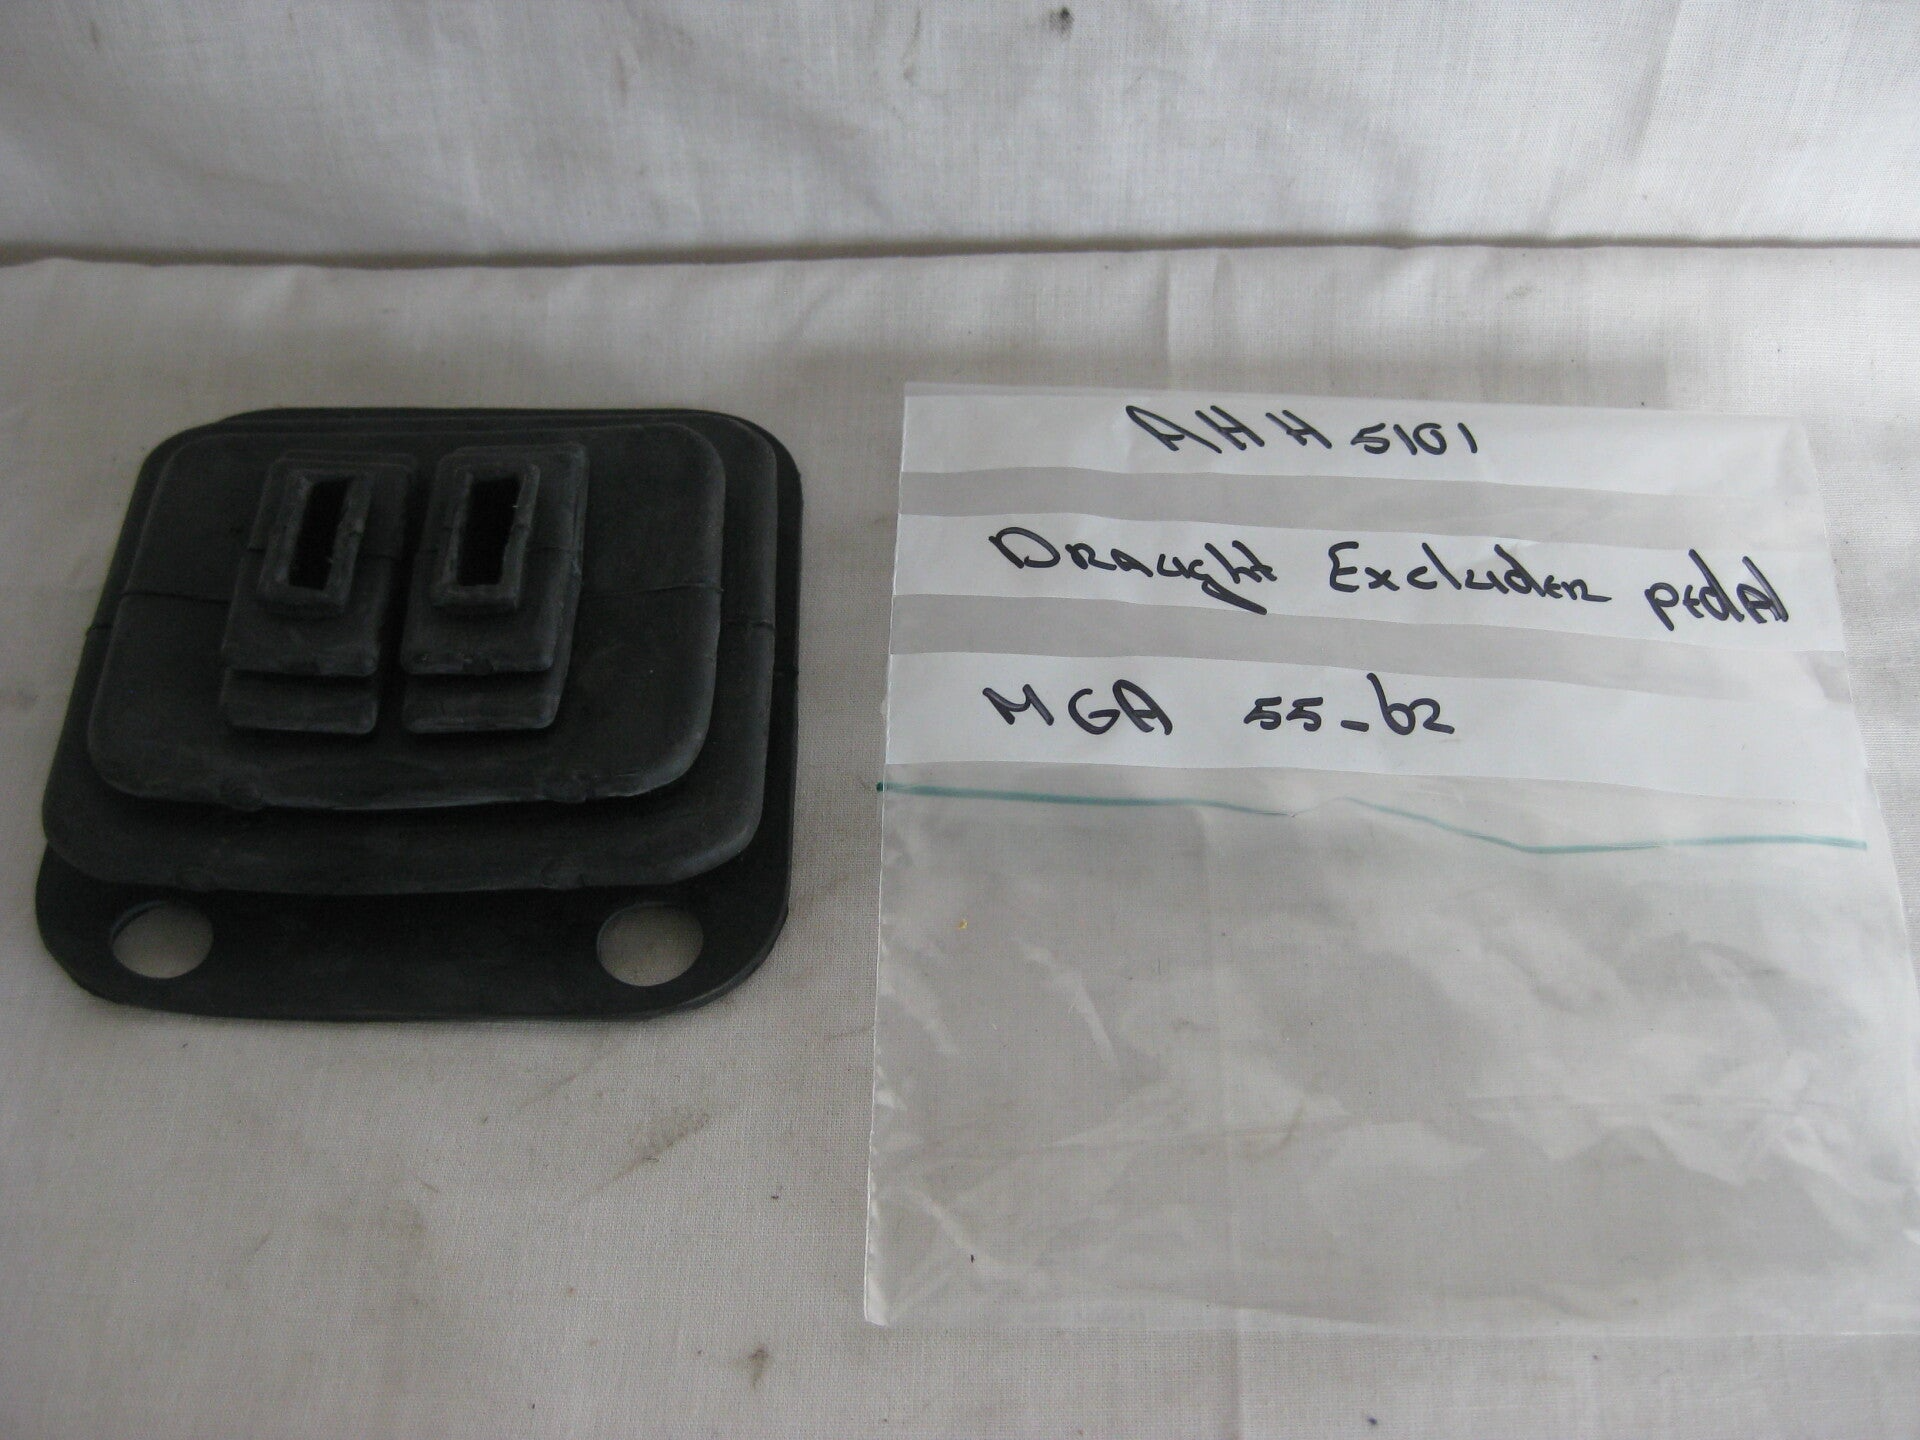 AHH 5101
Draught Excluder pedal
MGA 55-62